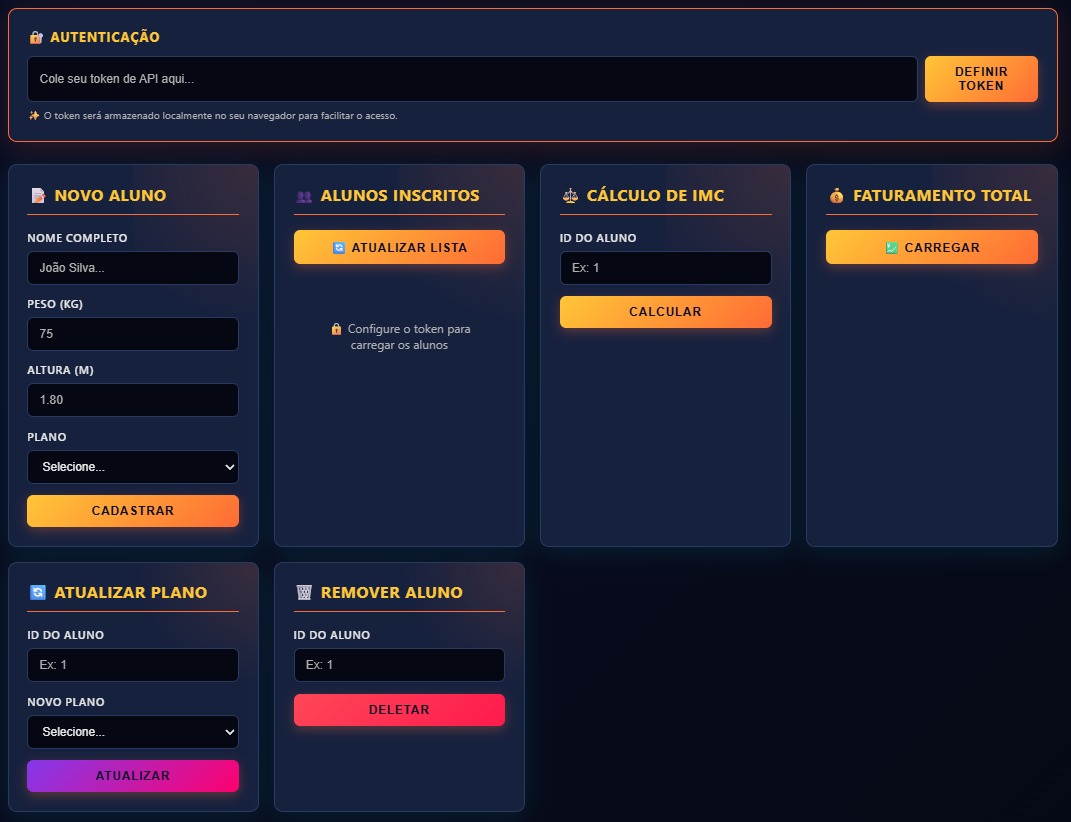 AUTENTICAÇÃO
Cole seu token de API aqui...
DEFINIR
TOKEN
O token será armazenado localmente no seu navegador para facilitar o acesso.
NOVO ALUNO
NOME COMPLETO
João Silva...
PESO (KG)
75
ALTURA (M)
1.80
PLANO
Selecione...
CADASTRAR
ALUNOS INSCRITOS
ATUALIZAR LISTA
Configure o token para
carregar os alunos
CÁLCULO DE IMC
ID DO ALUNO
Ex: 1
CALCULAR
FATURAMENTO TOTAL
CARREGAR
ATUALIZAR PLANO
ID DO ALUNO
Ex: 1
NOVO PLANO
Selecione...
ATUALIZAR
REMOVER ALUNO
ID DO ALUNO
Ex: 1
DELETAR